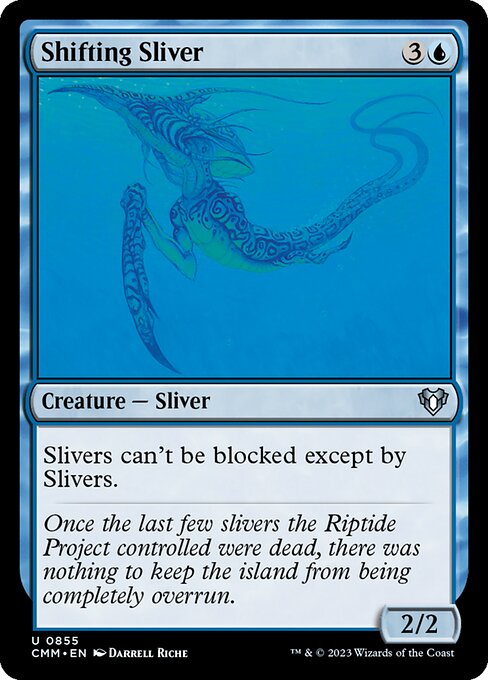 Shifting Sliver 3
Creature — Sliver
Slivers can't be blocked except by
Slivers.
Once the last few slivers the Riptide
Project controlled were dead, there was
nothing to keep the island from being
completely overrun.
2/2
U 0855
CMM • EN Darrell Riche
™ & © 2023 Wizards of the Coast